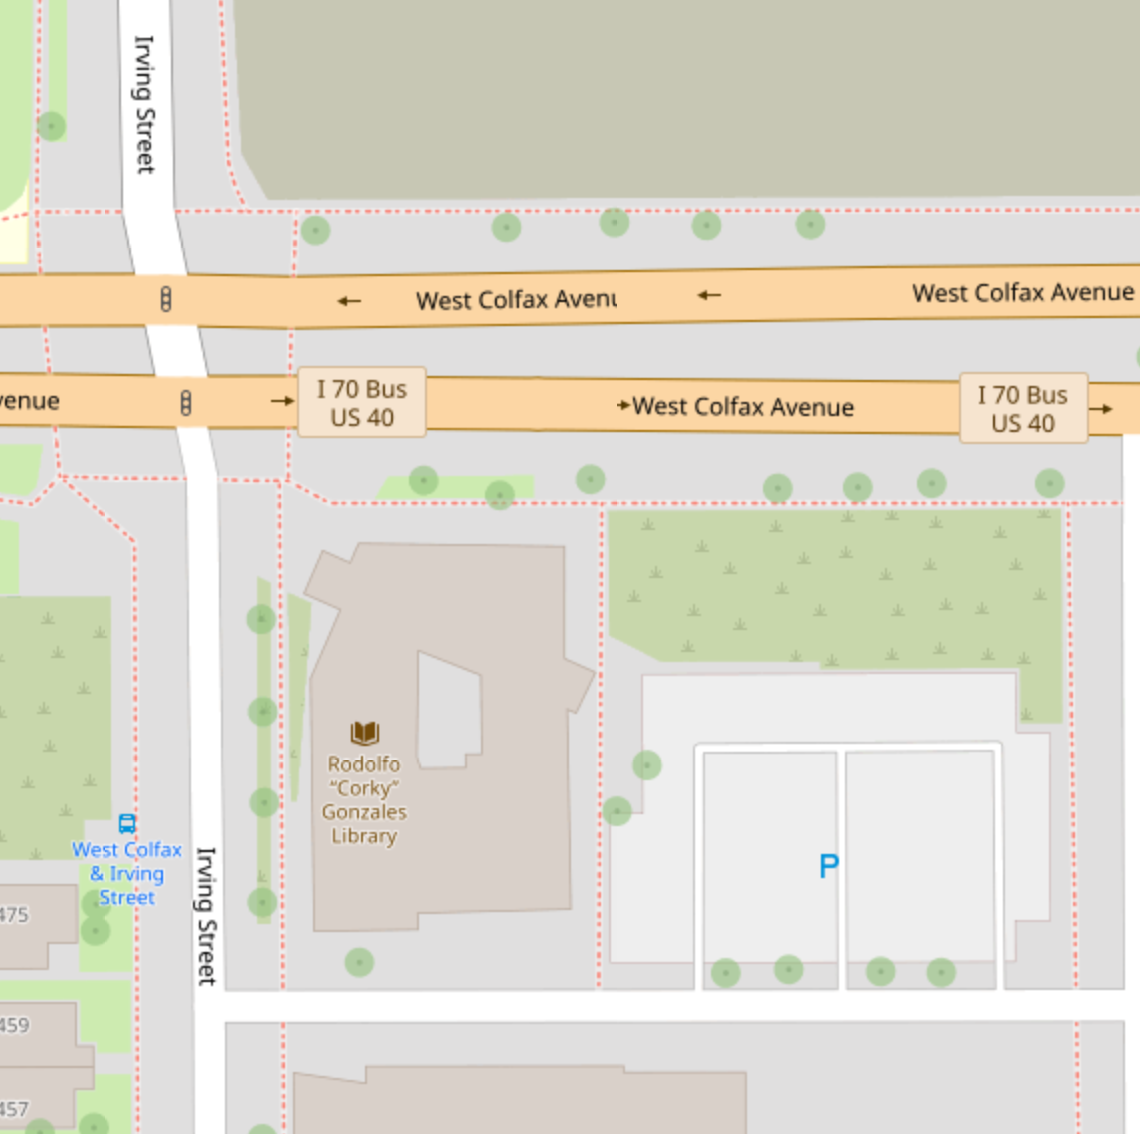 Irving Street
West Colfax Avenu
West Colfax Avenue
venue
I 70 Bus
US 40
West Colfax Avenue
I 70 Bus
US 40
Rodolfo
“Corky”
Gonzales
Library
West Colfax
& Irving
Street
Irving Street
P
475
459
457